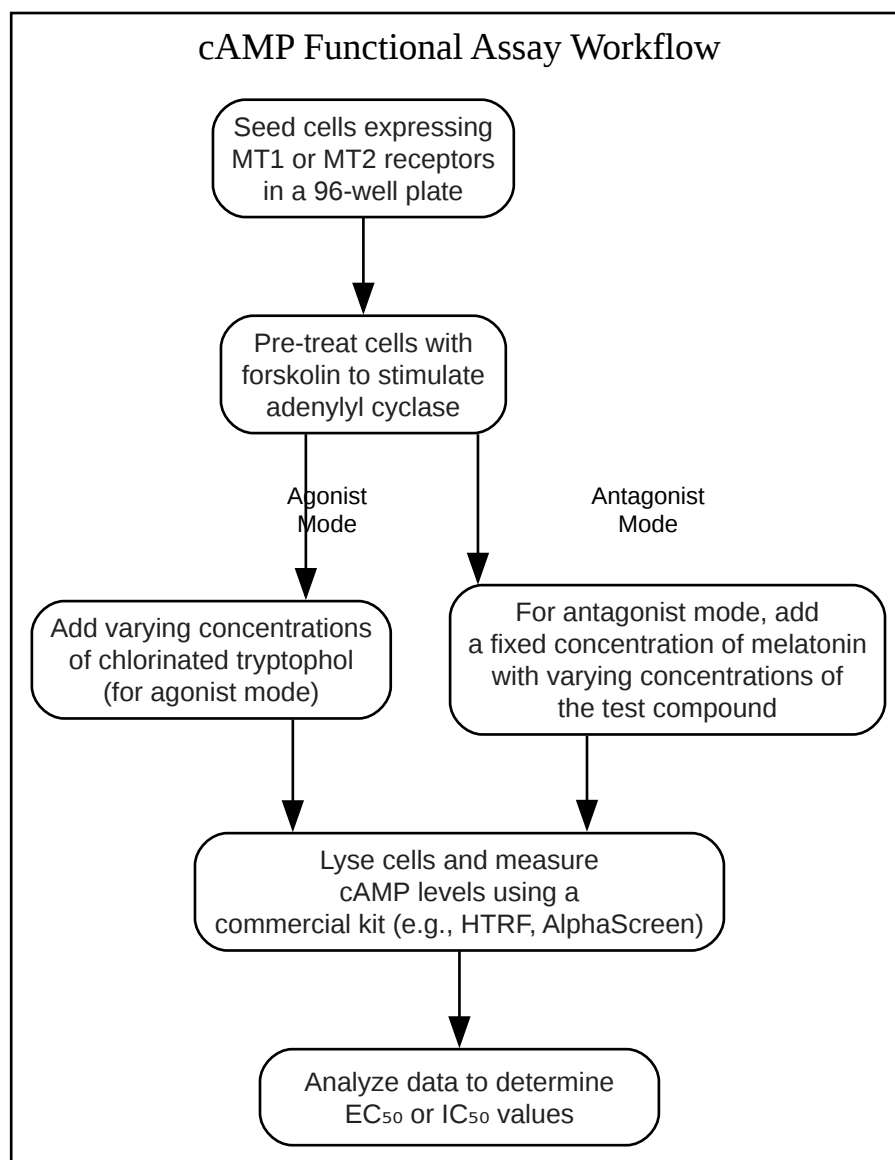 cAMP Functional Assay Workflow
Seed cells expressing
MT1 or MT2 receptors
in a 96-well plate
Pre-treat cells with
forskolin to stimulate
adenylyl cyclase
Agonist
Mode
Antagonist
Mode
Add varying concentrations
of chlorinated tryptophol
(for agonist mode)
For antagonist mode, add
a fixed concentration of melatonin
with varying concentrations of
the test compound
Lyse cells and measure
cAMP levels using a
commercial kit (e.g., HTRF, AlphaScreen)
Analyze data to determine
EC₅₀ or IC₅₀ values